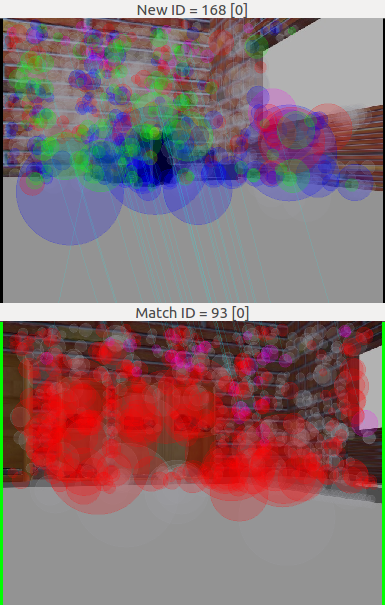 New ID = 168 [0]
Match ID = 93 [0]